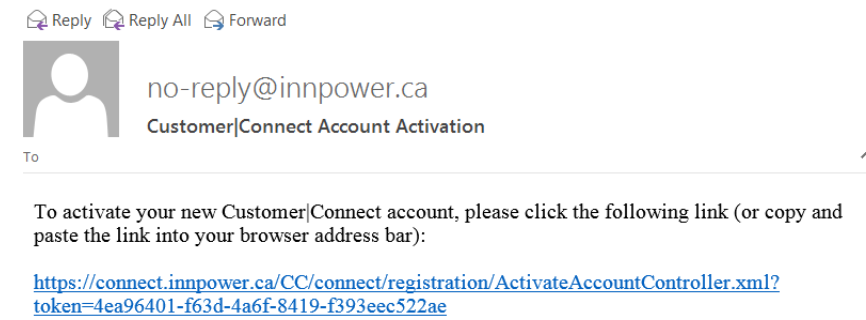 Reply Reply All Forward
no-reply@innpower.ca
Customer|Connect Account Activation
To
To activate your new Customer|Connect account, please click the following link (or copy and
paste the link into your browser address bar):
https://connect.innpower.ca/CC/connect/registration/ActivateAccountController.xml?
token=4ea96401-f63d-4a6f-8419-f393eec522ae